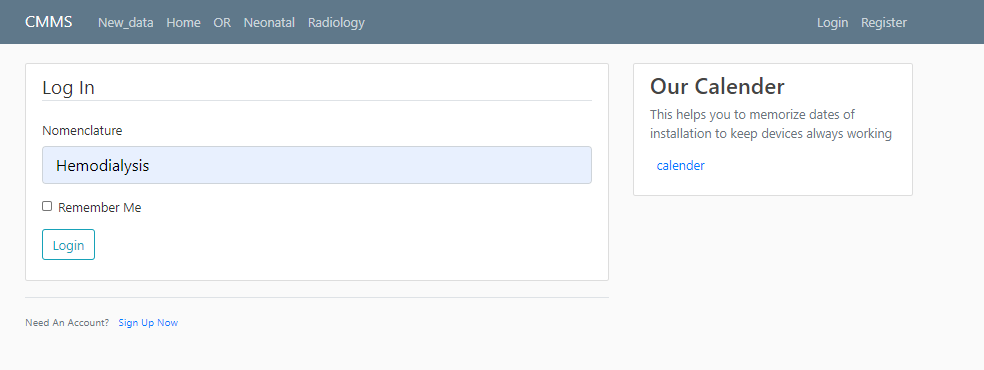 CMMS New_data Home OR Neonatal Radiology Login Register
Log In
Nomenclature
Hemodialysis
Remember Me
Login
Need An Account? Sign Up Now
Our Calender
This helps you to memorize dates of
installation to keep devices always working
calender